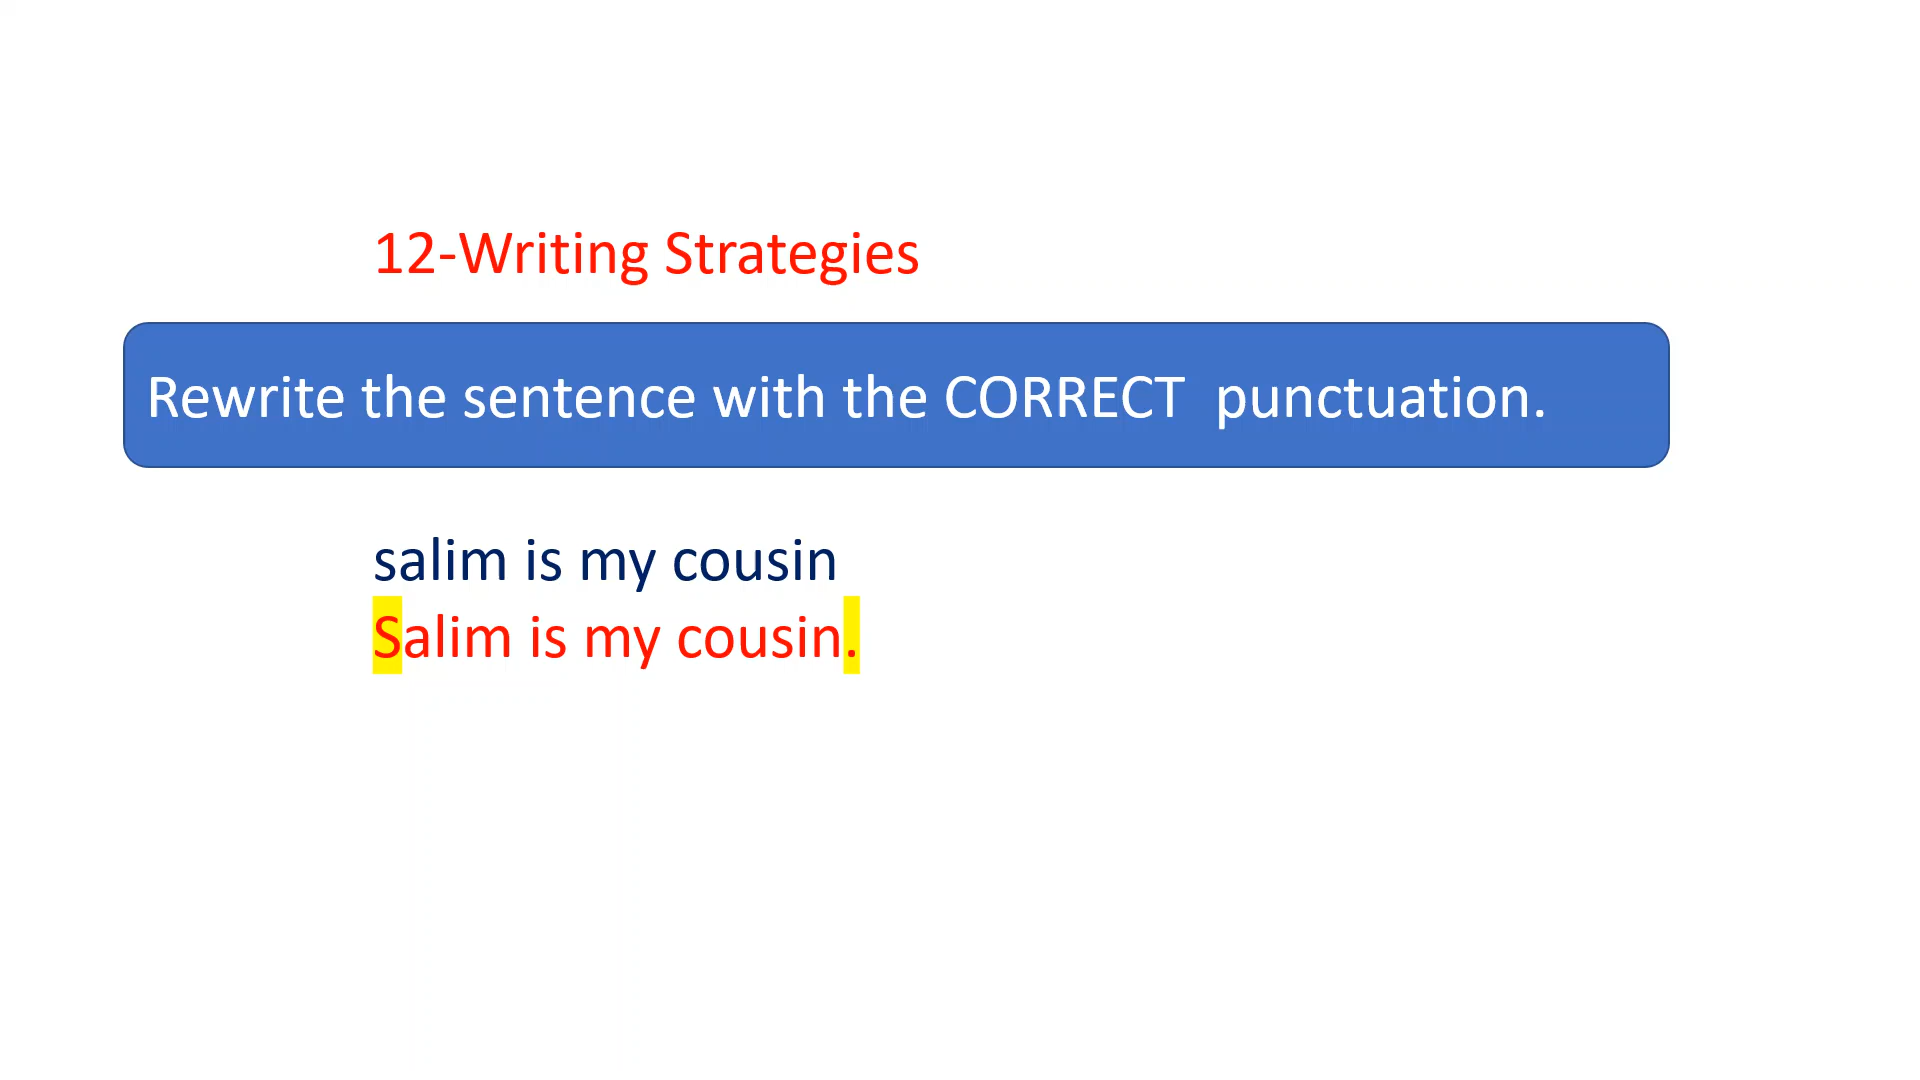 12-Writing Strategies
Rewrite the sentence with the CORRECT  punctuation.
salim is my cousin
Salim is my cousin.